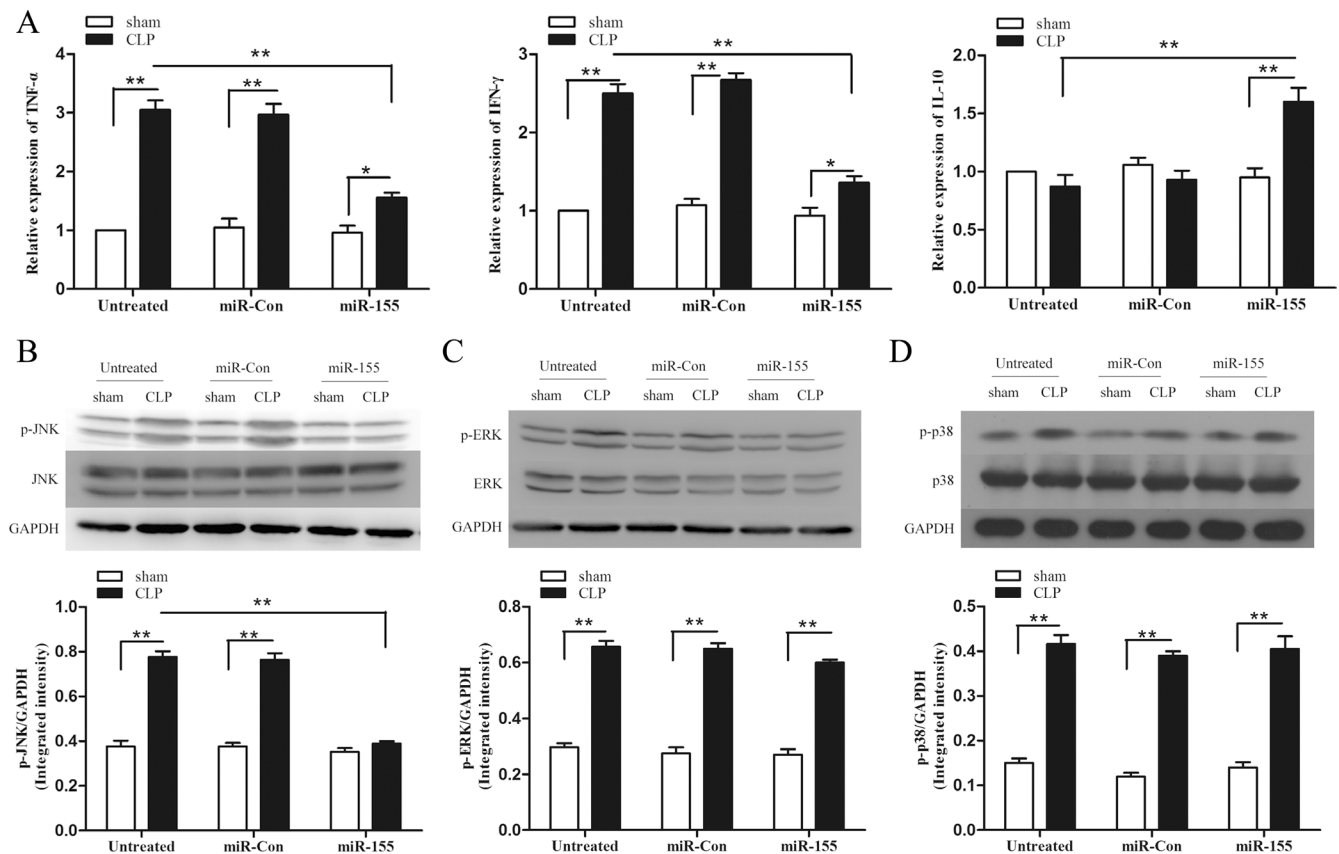 A
sham
CLP
Relative expression of TNF-α
4
3
2
1
0
**
**
**
*
Untreated miR-Con miR-155
sham
CLP
Relative expression of IFN-γ
3
2
1
0
**
**
**
*
Untreated miR-Con miR-155
sham
CLP
Relative expression of IL-10
2.0
1.5
1.0
0.5
0.0
**
**
Untreated miR-Con miR-155
B
Untreated miR-Con miR-155
sham CLP sham CLP sham CLP
p-JNK
JNK
GAPDH
sham
CLP
p-JNK/GAPDH
(Integrated intensity)
1.0
0.8
0.6
0.4
0.2
0.0
**
**
**
Untreated miR-Con miR-155
C
Untreated miR-Con miR-155
sham CLP sham CLP sham CLP
p-ERK
ERK
GAPDH
sham
CLP
p-ERK/GAPDH
(Integrated intensity)
0.8
0.6
0.4
0.2
0.0
**
**
**
Untreated miR-Con miR-155
D
Untreated miR-Con miR-155
sham CLP sham CLP sham CLP
p-p38
p38
GAPDH
sham
CLP
p-p38/GAPDH
(Integrated intensity)
0.5
0.4
0.3
0.2
0.1
0.0
**
**
**
Untreated miR-Con miR-155